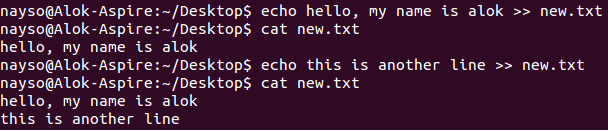 nayso@Alok-Aspire:~/Desktop$ echo hello, my name is alok >> new.txt
nayso@Alok-Aspire:~/Desktop$ cat new.txt
hello, my name is alok
nayso@Alok-Aspire:~/Desktop$ echo this is another line >> new.txt
nayso@Alok-Aspire:~/Desktop$ cat new.txt
hello, my name is alok
this is another line